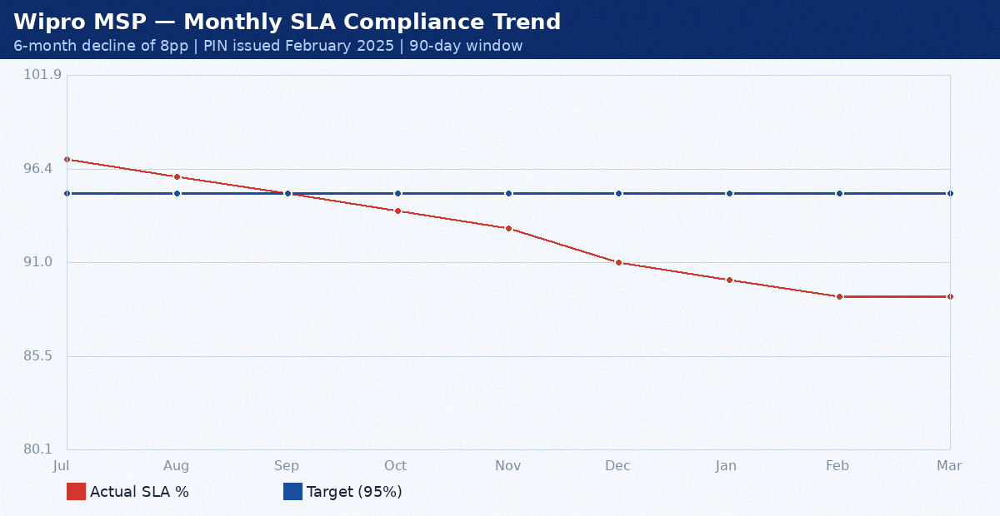 Wipro MSP — Monthly SLA Compliance Trend
6-month decline of 8pp | PIN issued February 2025 | 90-day window
101.9
96.4
91.0
85.5
80.1
Jul Aug Sep Oct Nov Dec Jan Feb Mar
Actual SLA % Target (95%)